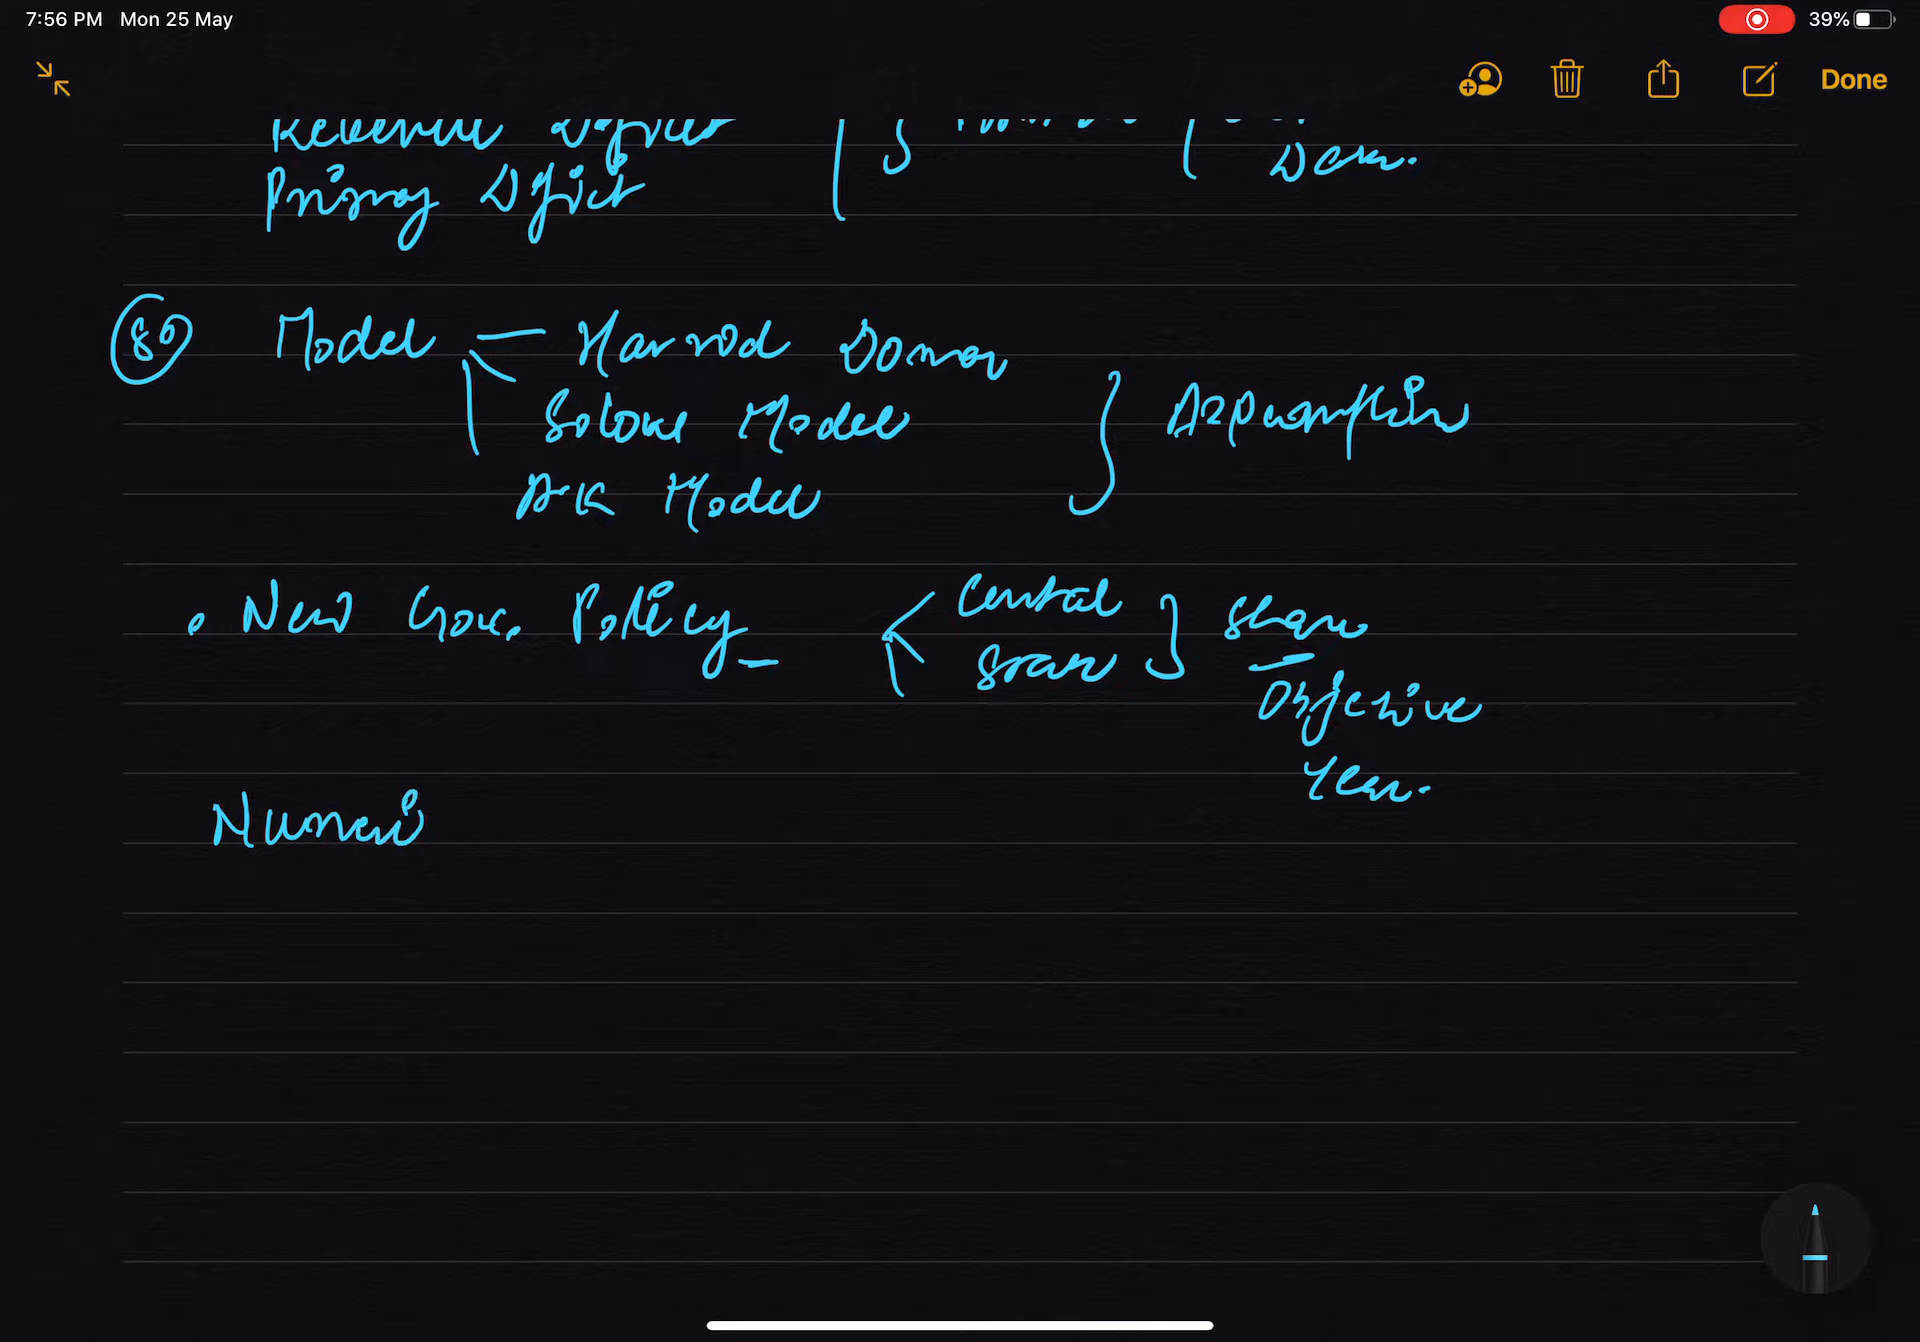 7:56 PM Mon 25 May
39%
Done
Revenue Deficit
Primary Deficit
80 Model - Harrod Domar
Solow Model
AK Model
Assumption
New Gov. Policy - Central
State
Share
Objective
Year.
Numeri